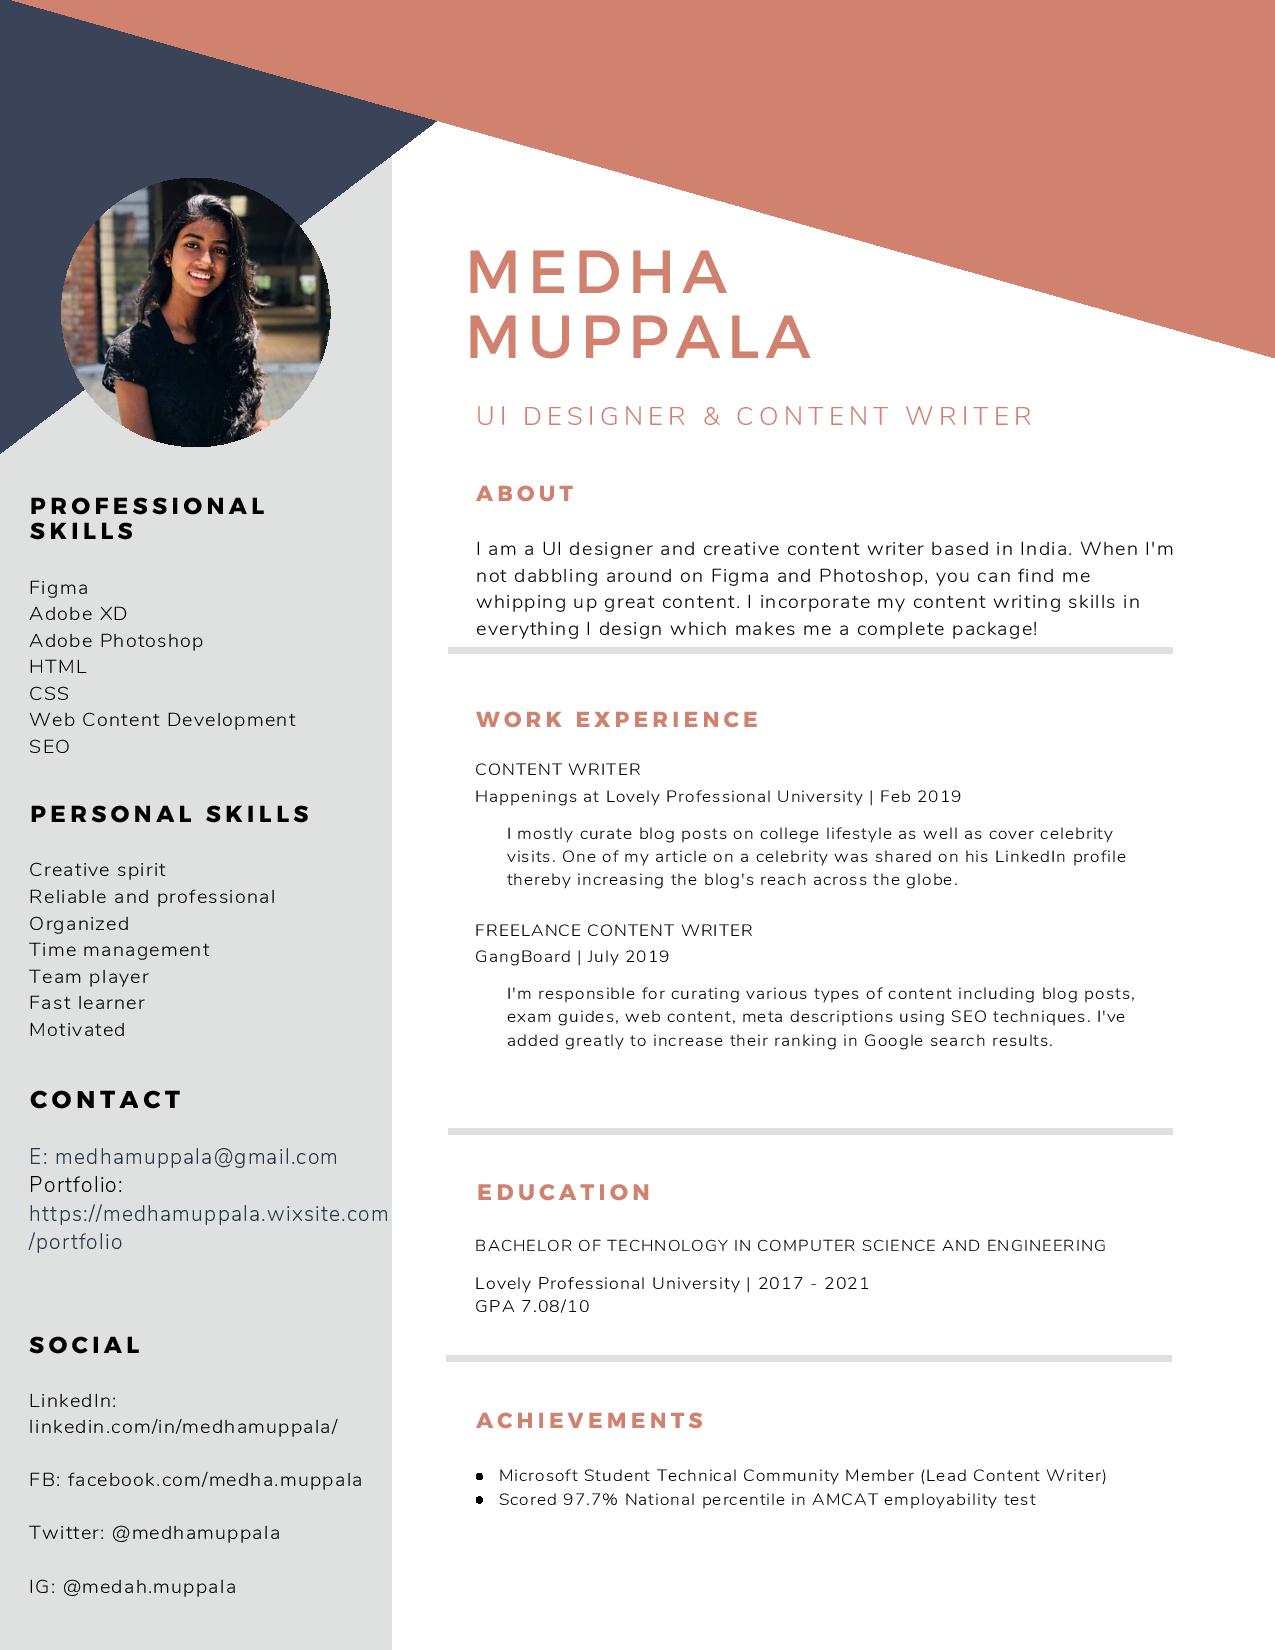 MEDHA
MUPPALA
UI DESIGNER & CONTENT WRITER
PROFESSIONAL
SKILLS
Figma
Adobe XD
Adobe Photoshop
HTML
CSS
Web Content Development
SEO
PERSONAL SKILLS
Creative spirit
Reliable and professional
Organized
Time management
Team player
Fast learner
Motivated
CONTACT
E: medhamuppala@gmail.com
Portfolio:
https://medhamuppala.wixsite.com
/portfolio
SOCIAL
LinkedIn:
linkedin.com/in/medhamuppala/
FB: facebook.com/medha.muppala
Twitter: @medhamuppala
IG: @medah.muppala
ABOUT
I am a UI designer and creative content writer based in India. When I'm
not dabbling around on Figma and Photoshop, you can find me
whipping up great content. I incorporate my content writing skills in
everything I design which makes me a complete package!
WORK EXPERIENCE
CONTENT WRITER
Happenings at Lovely Professional University | Feb 2019
I mostly curate blog posts on college lifestyle as well as cover celebrity
visits. One of my article on a celebrity was shared on his LinkedIn profile
thereby increasing the blog's reach across the globe.
FREELANCE CONTENT WRITER
GangBoard | July 2019
I'm responsible for curating various types of content including blog posts,
exam guides, web content, meta descriptions using SEO techniques. I've
added greatly to increase their ranking in Google search results.
EDUCATION
BACHELOR OF TECHNOLOGY IN COMPUTER SCIENCE AND ENGINEERING
Lovely Professional University | 2017 - 2021
GPA 7.08/10
ACHIEVEMENTS
• Microsoft Student Technical Community Member (Lead Content Writer)
• Scored 97.7% National percentile in AMCAT employability test